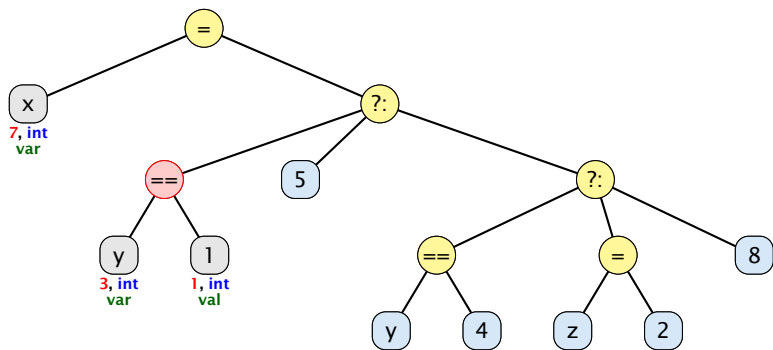 =
x
7, int
var
?:
==
5
?:
y
3, int
var
1
1, int
val
==
=
8
y
4
z
2